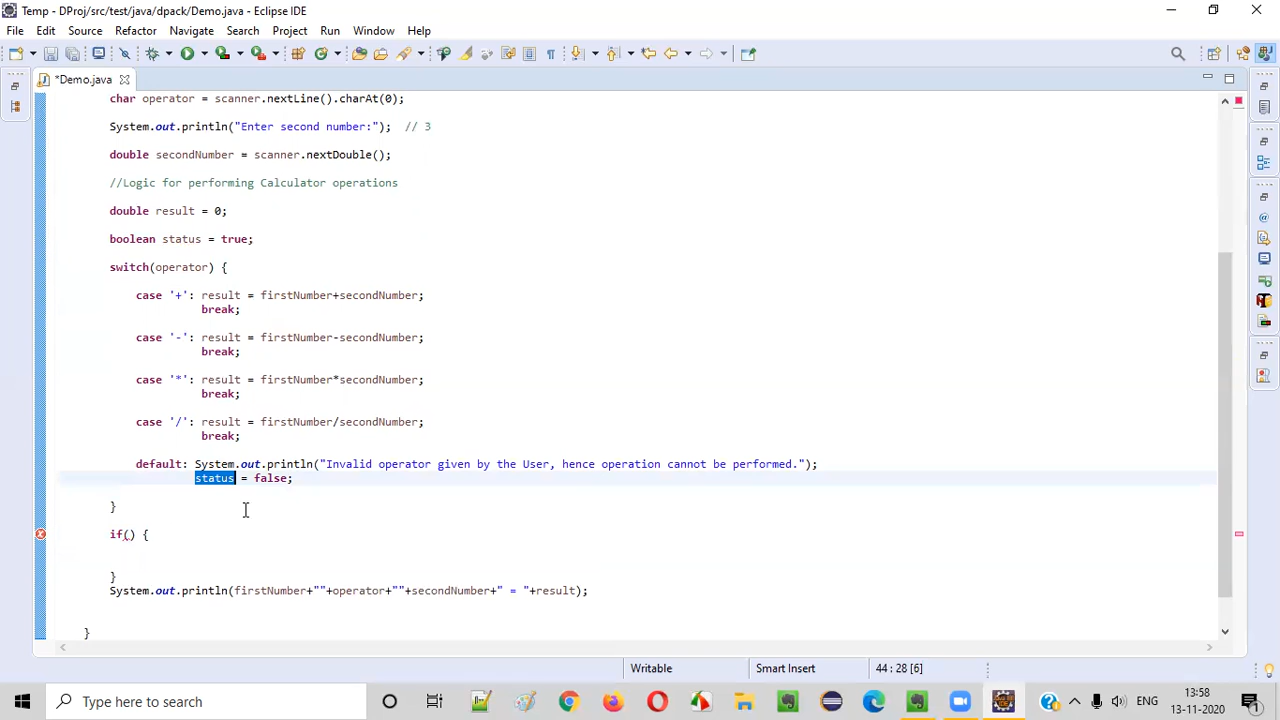 Temp - DProj/src/test/java/dpack/Demo.java - Eclipse IDE
File Edit Source Refactor Navigate Search Project Run Window Help
*Demo.java
char operator = scanner.nextLine().charAt(0);
System.out.println("Enter second number:"); // 3
double secondNumber = scanner.nextDouble();
//Logic for performing Calculator operations
double result = 0;
boolean status = true;
switch(operator) {
case '+': result = firstNumber+secondNumber;
break;
case '-': result = firstNumber-secondNumber;
break;
case '*': result = firstNumber*secondNumber;
break;
case '/': result = firstNumber/secondNumber;
break;
default: System.out.println("Invalid operator given by the User, hence operation cannot be performed.");
status = false;
}
if() {
}
System.out.println(firstNumber+""+operator+""+secondNumber+" = "+result);
}
Writable Smart Insert 44 : 28 [6]
Type here to search
ENG 13:58
13-11-2020